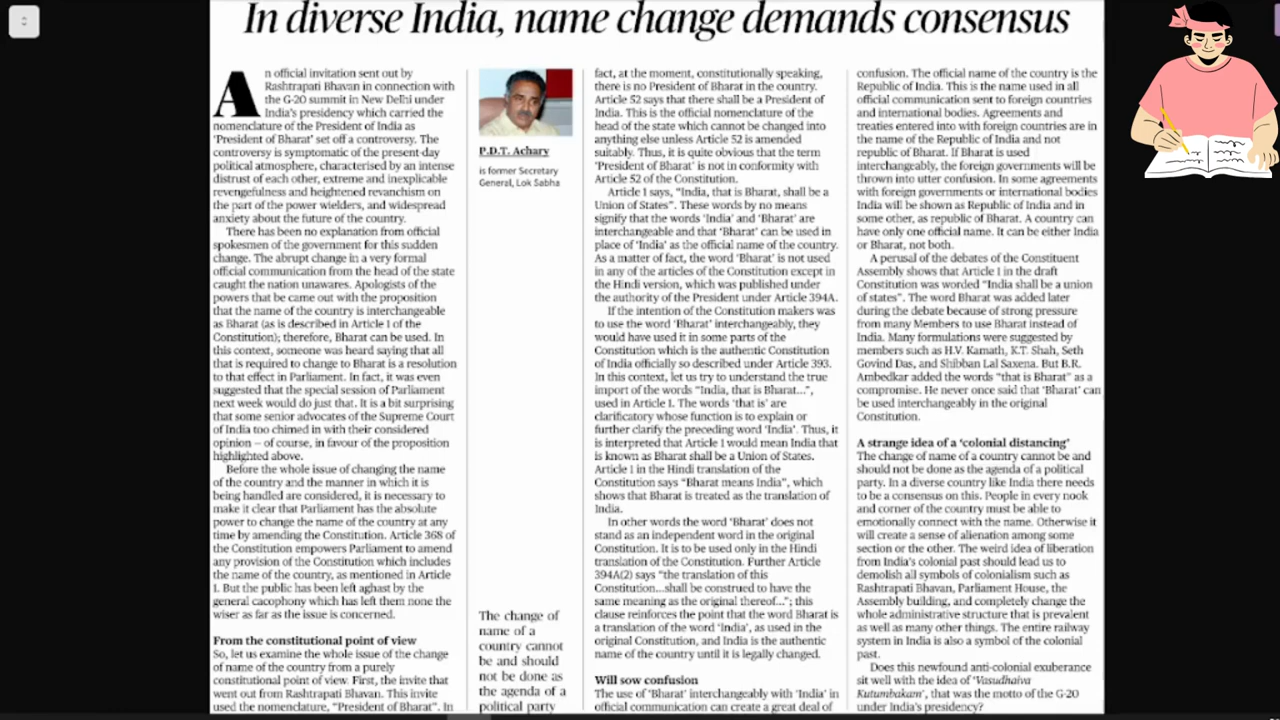 In diverse India, name change demands consensus
An official invitation sent out by
Rashtrapati Bhavan in connection with
the G-20 summit in New Delhi under
India's presidency which carried the
nomenclature of the President of India as
'President of Bharat' set off a controversy. The
controversy is symptomatic of the present-day
political atmosphere, characterised by an intense
distrust of each other, extreme and inexplicable
revengefulness and heightened revanchism on
the part of the power wielders, and widespread
anxiety about the future of the country.
There has been no explanation from official
spokesmen of the government for this sudden
change. The abrupt change in a very formal
official communication from the head of the state
caught the nation unawares. Apologists of the
powers that be came out with the proposition
that the name of the country is interchangeable
as Bharat (as is described in Article 1 of the
Constitution); therefore, Bharat can be used. In
this context, someone was heard saying that all
that is required to change to Bharat is a resolution
to that effect in Parliament. In fact, it was even
suggested that the special session of Parliament
next week would do just that. It is a bit surprising
that some senior advocates of the Supreme Court
of India too chimed in with their considered
opinion — of course, in favour of the proposition
highlighted above.
Before the whole issue of changing the name
of the country and the manner in which it is
being handled are considered, it is necessary to
make it clear that Parliament has the absolute
power to change the name of the country at any
time by amending the Constitution. Article 368 of
the Constitution empowers Parliament to amend
any provision of the Constitution which includes
the name of the country, as mentioned in Article
1. But the public has been left aghast by the
general cacophony which has left them none the
wiser as far as the issue is concerned.
From the constitutional point of view
So, let us examine the whole issue of the change
of name of the country from a purely
constitutional point of view. First, the invite that
went out from Rashtrapati Bhavan. This invite
used the nomenclature, "President of Bharat". In
P.D.T. Achary
is former Secretary
General, Lok Sabha
The change of
name of a
country cannot
be and should
not be done as
the agenda of a
political party
fact, at the moment, constitutionally speaking,
there is no President of Bharat in the country.
Article 52 says that there shall be a President of
India. This is the official nomenclature of the
head of the state which cannot be changed into
anything else unless Article 52 is amended
suitably. Thus, it is quite obvious that the term
'President of Bharat' is not in conformity with
Article 52 of the Constitution.
Article 1 says, "India, that is Bharat, shall be a
Union of States". These words by no means
signify that the words 'India' and 'Bharat' are
interchangeable and that 'Bharat' can be used in
place of 'India' as the official name of the country.
As a matter of fact, the word 'Bharat' is not used
in any of the articles of the Constitution except in
the Hindi version, which was published under
the authority of the President under Article 394A.
If the intention of the Constitution makers was
to use the word 'Bharat' interchangeably, they
would have used it in some parts of the
Constitution which is the authentic Constitution
of India officially so described under Article 393.
In this context, let us try to understand the true
import of the words "India, that is Bharat...",
used in Article 1. The words 'that is' are
clarificatory whose function is to explain or
further clarify the preceding word 'India'. Thus, it
is interpreted that Article 1 would mean India that
is known as Bharat shall be a Union of States.
Article 1 in the Hindi translation of the
Constitution says "Bharat means India", which
shows that Bharat is treated as the translation of
India.
In other words the word 'Bharat' does not
stand as an independent word in the original
Constitution. It is to be used only in the Hindi
translation of the Constitution. Further Article
394A(2) says "the translation of this
Constitution...shall be construed to have the
same meaning as the original thereof..."; this
clause reinforces the point that the word Bharat is
a translation of the word 'India', as used in the
original Constitution, and India is the authentic
name of the country until it is legally changed.
Will sow confusion
The use of 'Bharat' interchangeably with 'India' in
official communication can create a great deal of
confusion. The official name of the country is the
Republic of India. This is the name used in all
official communication sent to foreign countries
and international bodies. Agreements and
treaties entered into with foreign countries are in
the name of the Republic of India and not
republic of Bharat. If Bharat is used
interchangeably, the foreign governments will be
thrown into utter confusion. In some agreements
with foreign governments or international bodies
India will be shown as Republic of India and in
some other, as republic of Bharat. A country can
have only one official name. It can be either India
or Bharat, not both.
A perusal of the debates of the Constituent
Assembly shows that Article 1 in the draft
Constitution was worded "India shall be a union
of states". The word Bharat was added later
during the debate because of strong pressure
from many Members to use Bharat instead of
India. Many formulations were suggested by
members such as H.V. Kamath, K.T. Shah, Seth
Govind Das, and Shibban Lal Saxena. But B.R.
Ambedkar added the words "that is Bharat" as a
compromise. He never once said that 'Bharat' can
be used interchangeably in the original
Constitution.
A strange idea of a 'colonial distancing'
The change of name of a country cannot be and
should not be done as the agenda of a political
party. In a diverse country like India there needs
to be a consensus on this. People in every nook
and corner of the country must be able to
emotionally connect with the name. Otherwise it
will create a sense of alienation among some
section or the other. The weird idea of liberation
from India's colonial past should lead us to
demolish all symbols of colonialism such as
Rashtrapati Bhavan, Parliament House, the
Assembly building, and completely change the
whole administrative structure that is prevalent
as well as many other things. The entire railway
system in India is also a symbol of the colonial
past.
Does this newfound anti-colonial exuberance
sit well with the idea of 'Vasudhaiva
Kutumbakam', that was the motto of the G-20
under India's presidency?